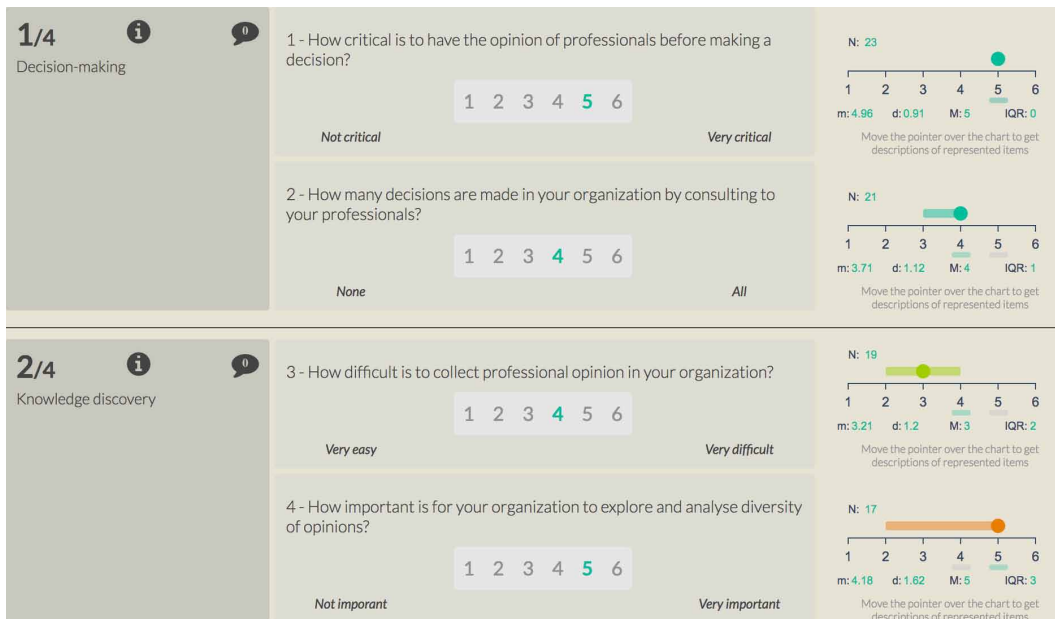 1/4
0
Decision-making
1 - How critical is to have the opinion of professionals before making a
decision?
1 2 3 4 5 6
Not critical Very critical
N: 23
1 2 3 4 5 6
m: 4.96 d: 0.91 M: 5 IQR: 0
Move the pointer over the chart to get
descriptions of represented items
2 - How many decisions are made in your organization by consulting to
your professionals?
1 2 3 4 5 6
None All
N: 21
1 2 3 4 5 6
m: 3.71 d: 1.12 M: 4 IQR: 1
Move the pointer over the chart to get
descriptions of represented items
2/4
0
Knowledge discovery
3 - How difficult is to collect professional opinion in your organization?
1 2 3 4 5 6
Very easy Very difficult
N: 19
1 2 3 4 5 6
m: 3.21 d: 1.2 M: 3 IQR: 2
Move the pointer over the chart to get
descriptions of represented items
4 - How important is for your organization to explore and analyse diversity
of opinions?
1 2 3 4 5 6
Not imporant Very important
N: 17
1 2 3 4 5 6
m: 4.18 d: 1.62 M: 5 IQR: 3
Move the pointer over the chart to get
descriptions of represented items